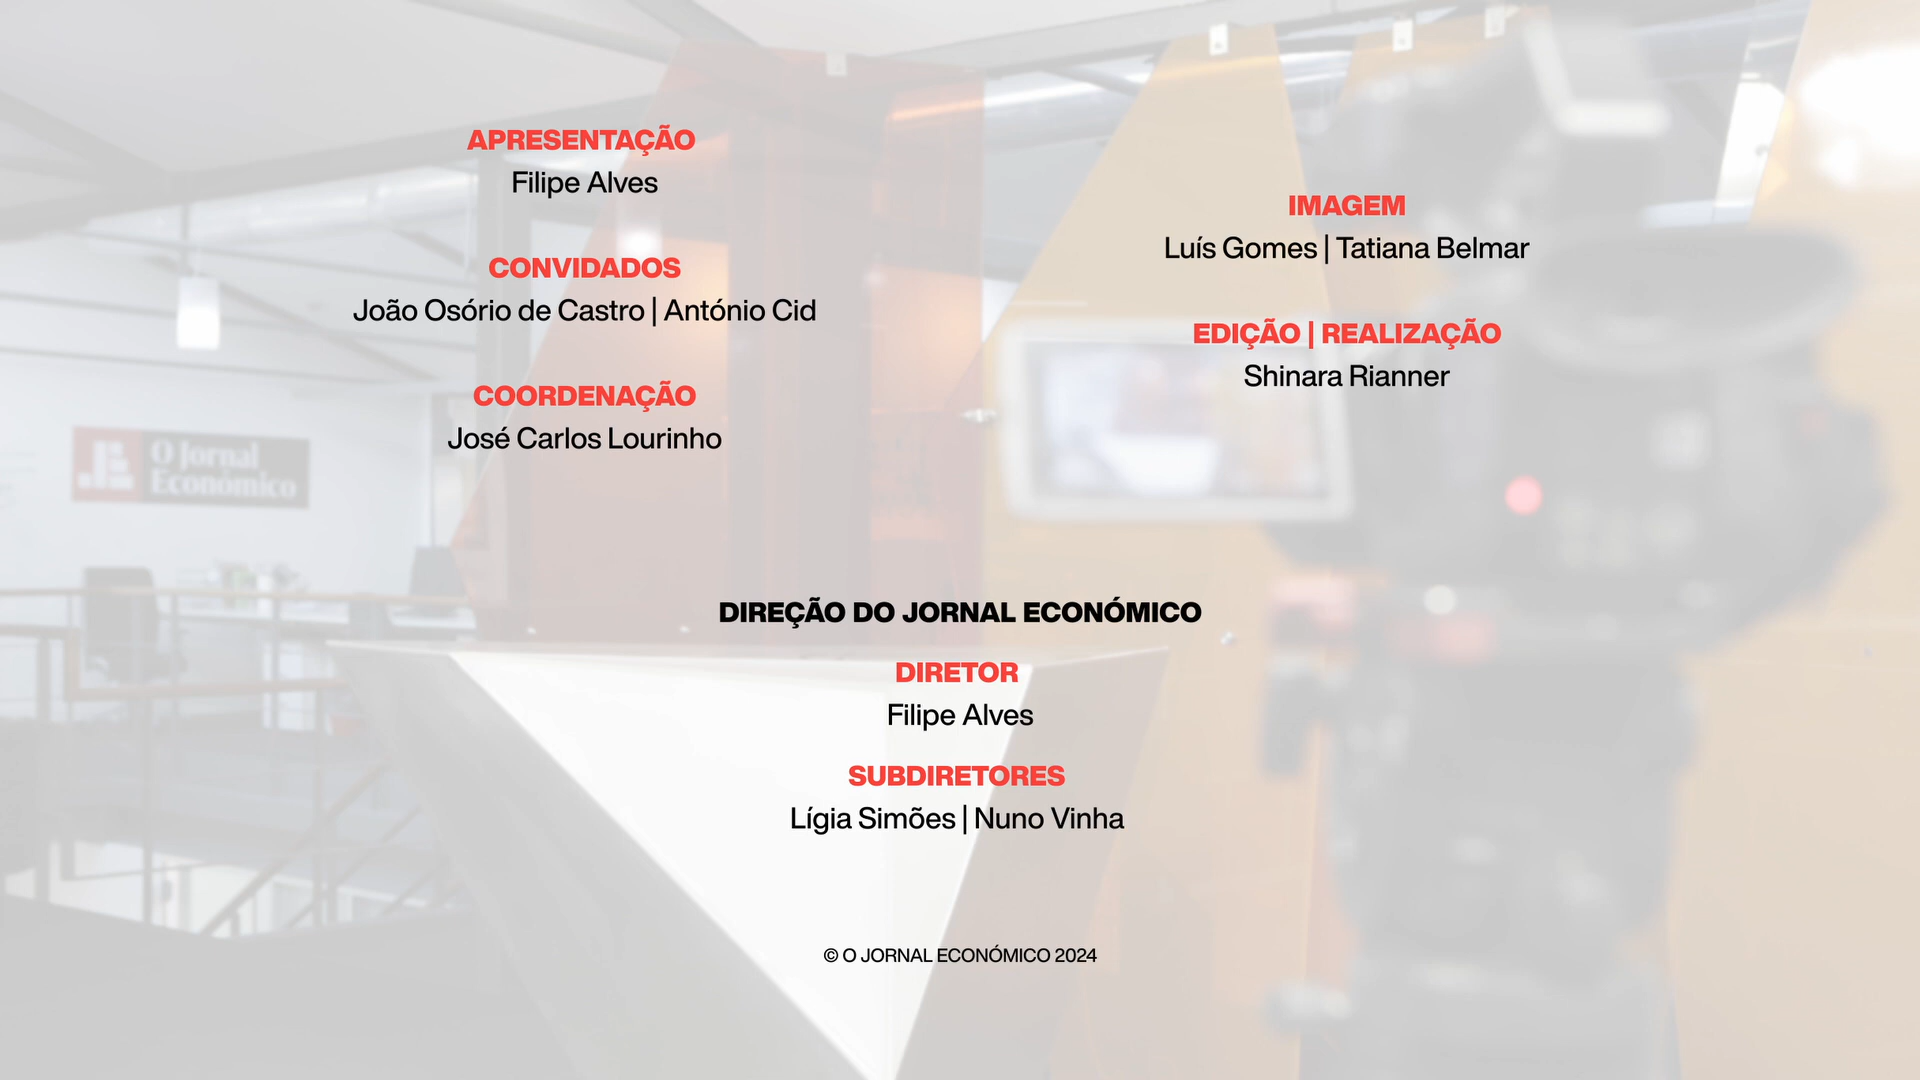 APRESENTAÇÃO
Filipe Alves
CONVIDADOS
João Osório de Castro | António Cid
COORDENAÇÃO
José Carlos Lourinho
IMAGEM
Luís Gomes | Tatiana Belmar
EDIÇÃO | REALIZAÇÃO
Shinara Rianner
O Jornal
Económico
DIREÇÃO DO JORNAL ECONÓMICO
DIRETOR
Filipe Alves
SUBDIRETORES
Lígia Simões | Nuno Vinha
© O JORNAL ECONÓMICO 2024